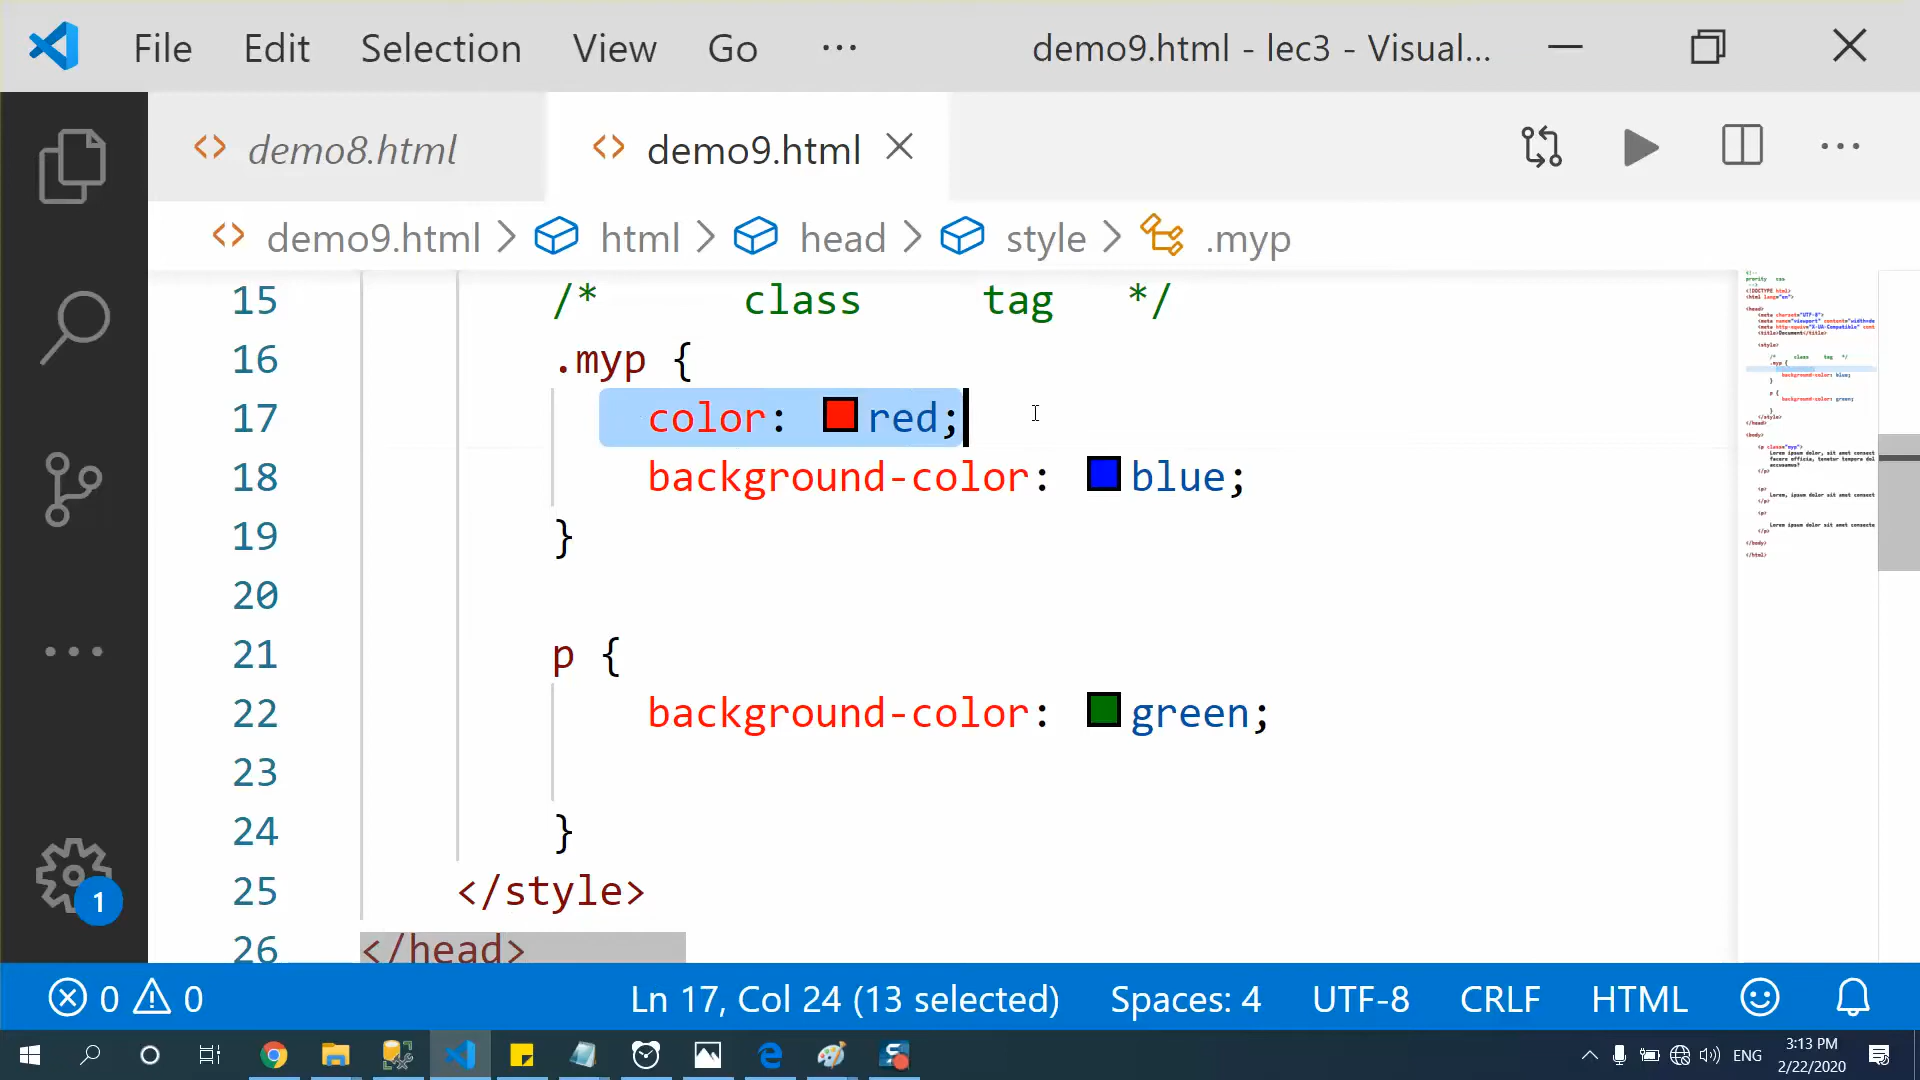 File Edit Selection View Go ··· demo9.html - lec3 - Visual...
demo8.html demo9.html
demo9.html > html > head > style > .myp
15 /* class tag */
16 .myp {
17 color: red;
18 background-color: blue;
19 }
20
21 p {
22 background-color: green;
23
24 }
25 </style>
26 </head>
1
0 0 Ln 17, Col 24 (13 selected) Spaces: 4 UTF-8 CRLF HTML
ENG 3:13 PM
2/22/2020